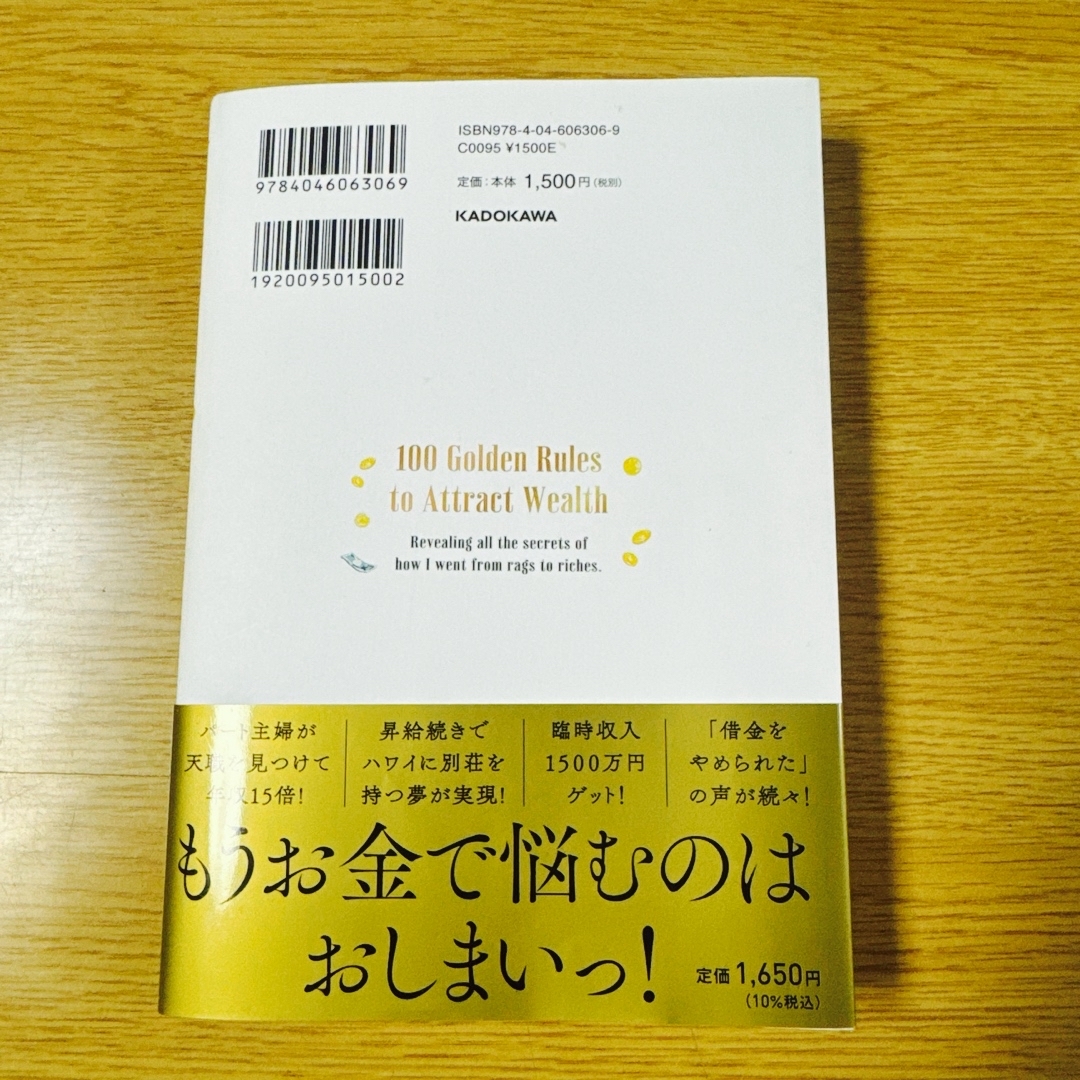 9784046063069
ISBN978-4-04-606306-9
C0095 ¥1500E
定価:本体 1,500円(税別)
KADOKAWA
1920095015002
100 Golden Rules
to Attract Wealth
Revealing all the secrets of
how I went from rags to riches.
パート主婦が
天職を見つけて
年収15倍!
昇給続きで
ハワイに別荘を
持つ夢が実現!
臨時収入
1500万円
ゲット!
「借金を
やめられた」
の声が続々!
もうお金で悩むのは
おしまいっ!
定価 1,650円
(10%税込)